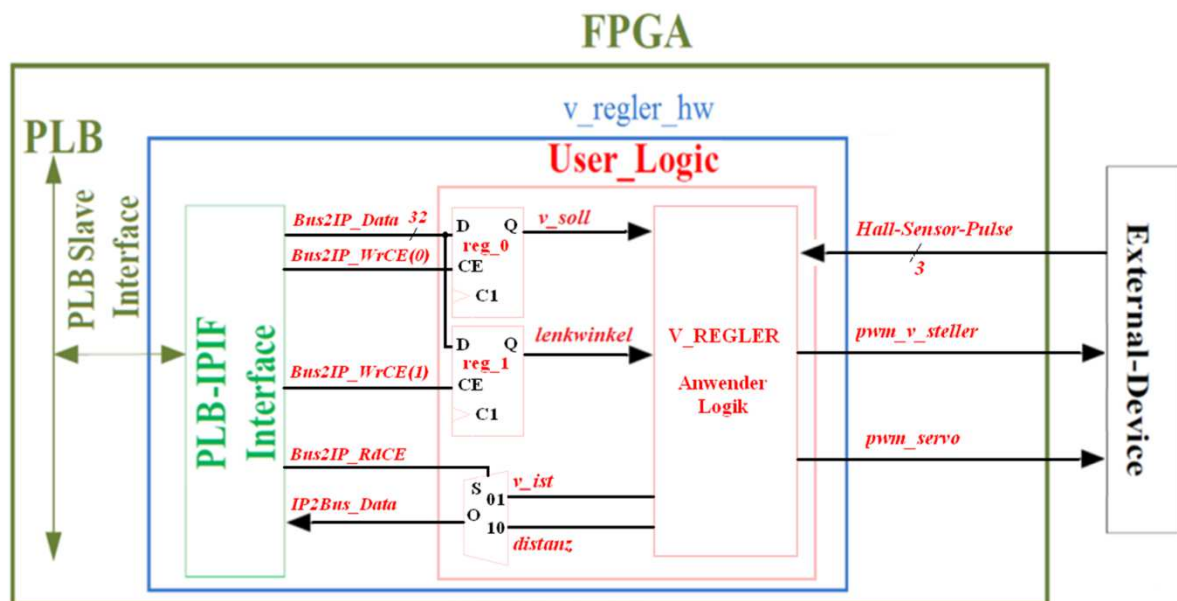 FPGA
v_regler_hw
PLB
User_Logic
PLB Slave
Interface
PLB-IPIF
Interface
Bus2IP_Data
32
Bus2IP_WrCE(0)
D
Q
reg_0
CE
C1
v_soll
Bus2IP_WrCE(1)
D
Q
reg_1
CE
C1
lenkwinkel
Bus2IP_RdCE
IP2Bus_Data
S
01
O
10
v_ist
distanz
V_REGLER
Anwender
Logik
Hall-Sensor-Pulse
3
pwm_v_steller
pwm_servo
External-Device